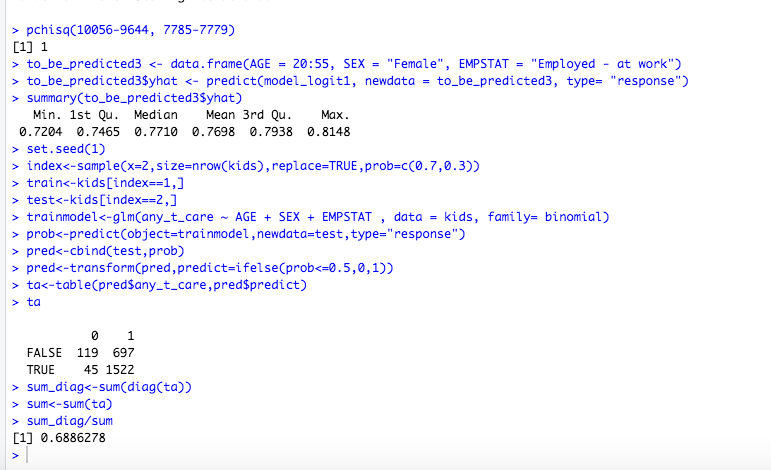 > pchisq(10056-9644, 7785-7779)
[1] 1
> to_be_predicted3 <- data.frame(AGE = 20:55, SEX = "Female", EMPSTAT = "Employed - at work")
> to_be_predicted3$yhat <- predict(model_logit1, newdata = to_be_predicted3, type= "response")
> summary(to_be_predicted3$yhat)
   Min. 1st Qu.  Median    Mean 3rd Qu.    Max. 
 0.7204  0.7465  0.7710  0.7698  0.7938  0.8148 
> set.seed(1)
> index<-sample(x=2,size=nrow(kids),replace=TRUE,prob=c(0.7,0.3))
> train<-kids[index==1,]
> test<-kids[index==2,]
> trainmodel<-glm(any_t_care ~ AGE + SEX + EMPSTAT , data = kids, family= binomial)
> prob<-predict(object=trainmodel,newdata=test,type="response")
> pred<-cbind(test,prob)
> pred<-transform(pred,predict=ifelse(prob<=0.5,0,1))
> ta<-table(pred$any_t_care,pred$predict)
> ta
           0    1
  FALSE  119  697
  TRUE    45 1522
> sum_diag<-sum(diag(ta))
> sum<-sum(ta)
> sum_diag/sum
[1] 0.6886278
>